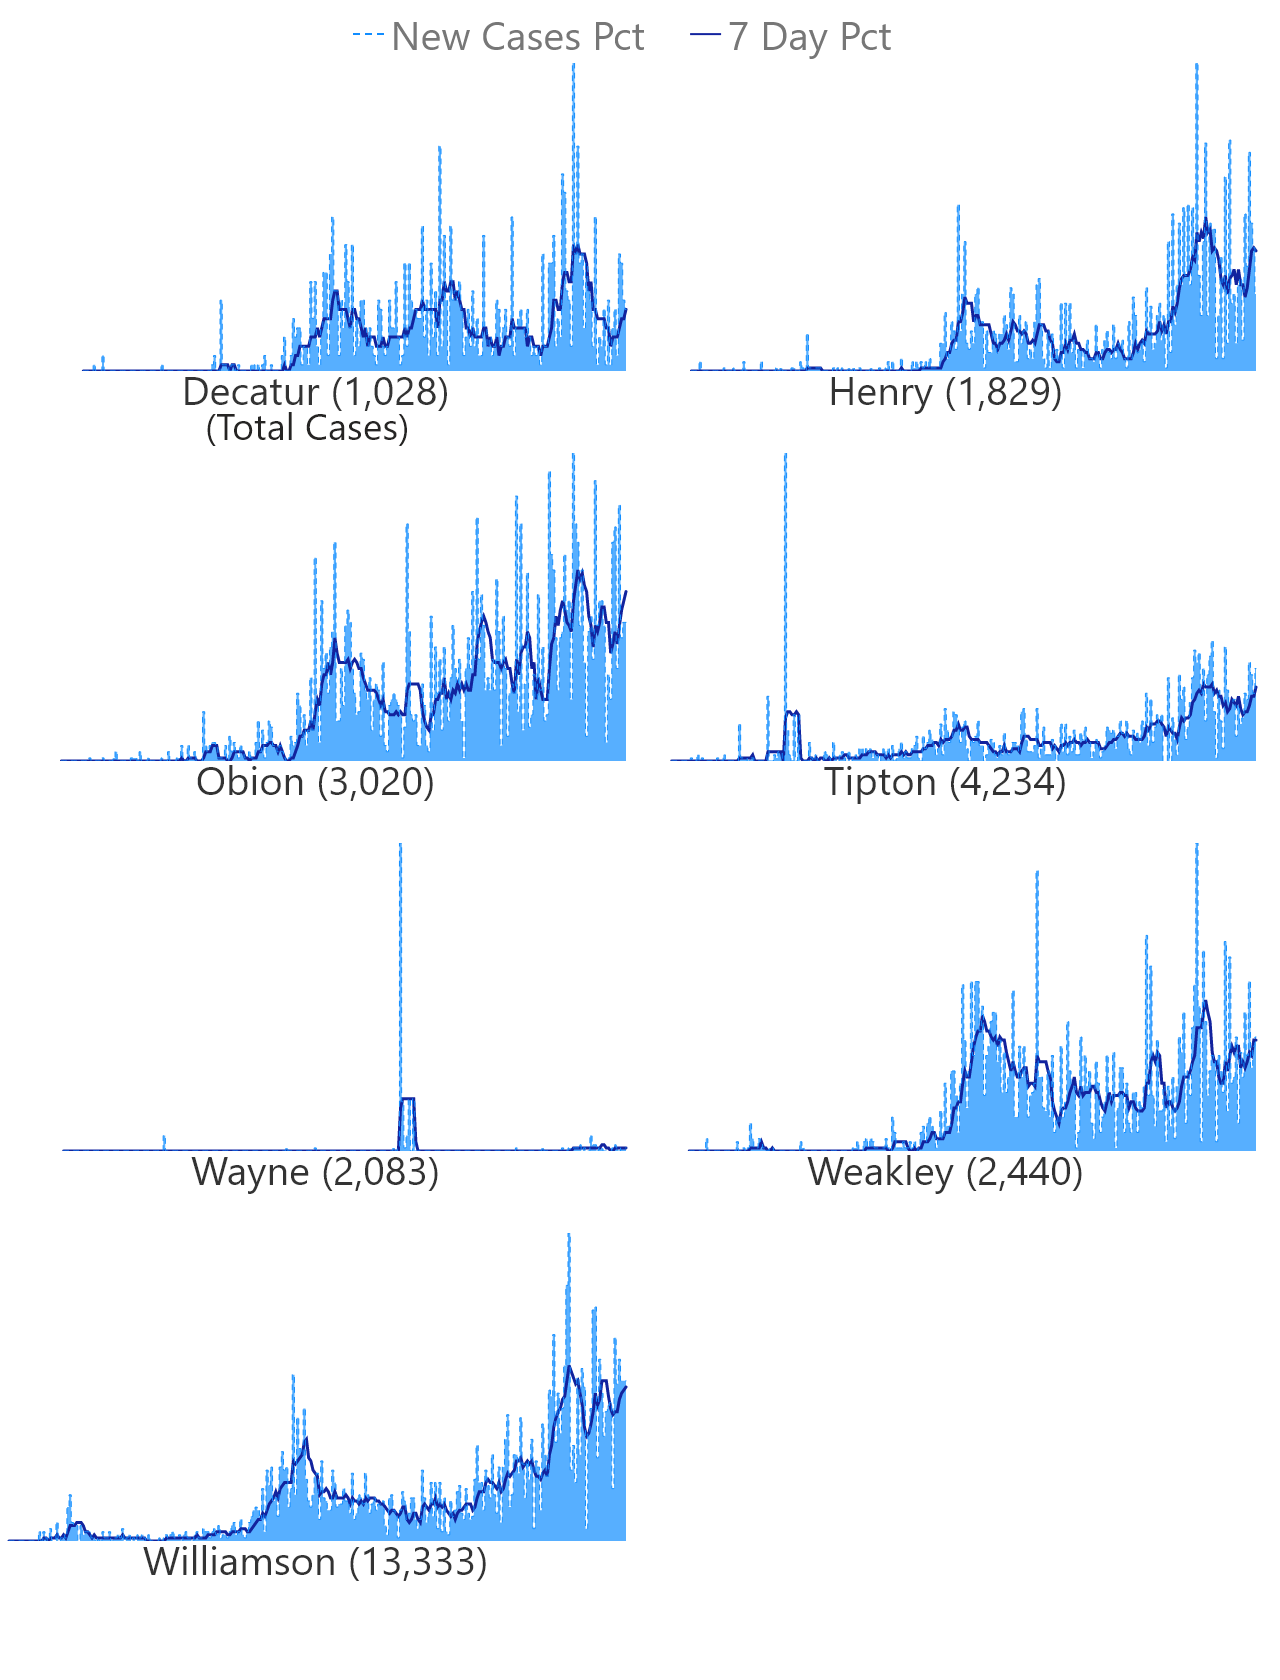 New Cases Pct 7 Day Pct
Decatur (1,028) Henry (1,829)
(Total Cases)
Obion (3,020) Tipton (4,234)
Wayne (2,083) Weakley (2,440)
Williamson (13,333)